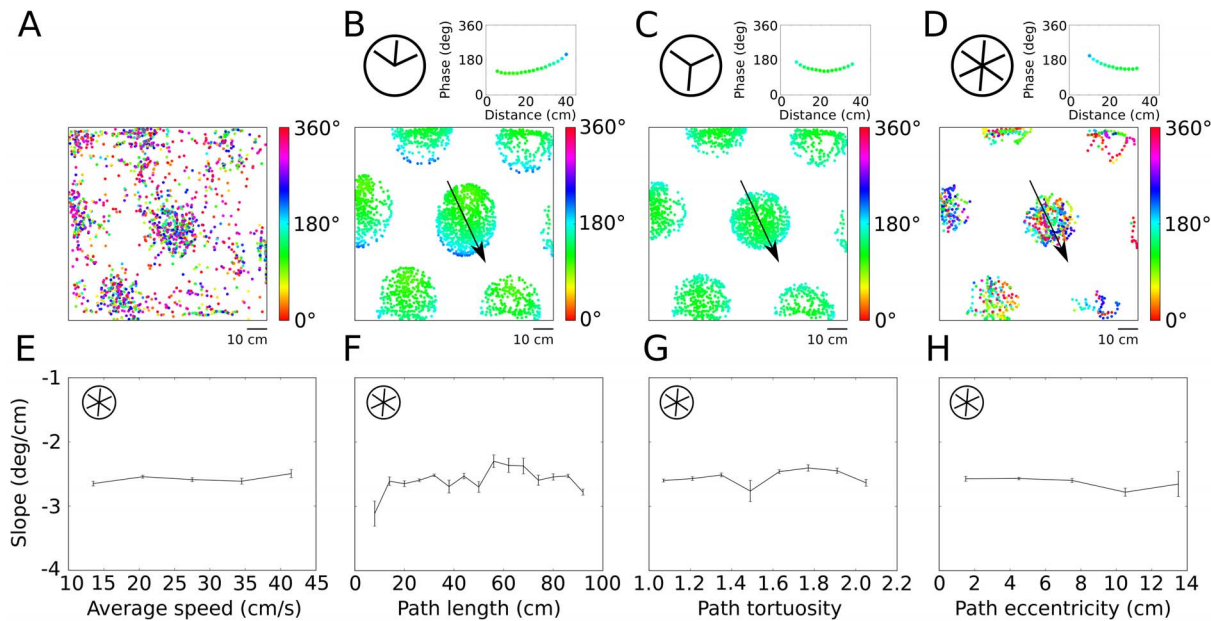 A
B
C
D
360
180
0
Phase (deg)
0 20 40
Distance (cm)
360
180
0
Phase (deg)
0 20 40
Distance (cm)
360
180
0
Phase (deg)
0 20 40
Distance (cm)
360°
180°
0°
10 cm
360°
180°
0°
10 cm
360°
180°
0°
10 cm
360°
180°
0°
10 cm
E
F
G
H
-1
-2
-3
-4
Slope (deg/cm)
10 15 20 25 30 35 40 45
Average speed (cm/s)
0 20 40 60 80 100
Path length (cm)
1.0 1.2 1.4 1.6 1.8 2.0 2.2
Path tortuosity
0 2 4 6 8 10 12 14
Path eccentricity (cm)